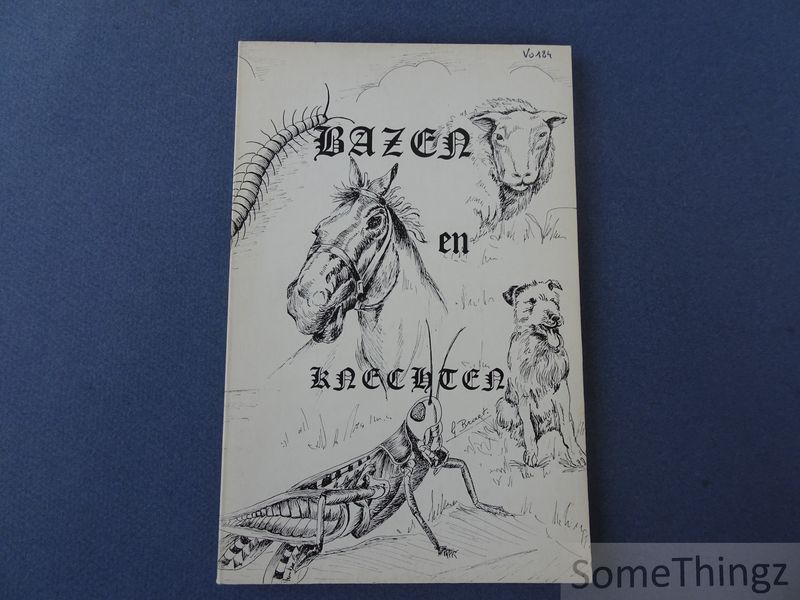 Vo184
BAZEN
en
KNECHTEN
SomeThingz